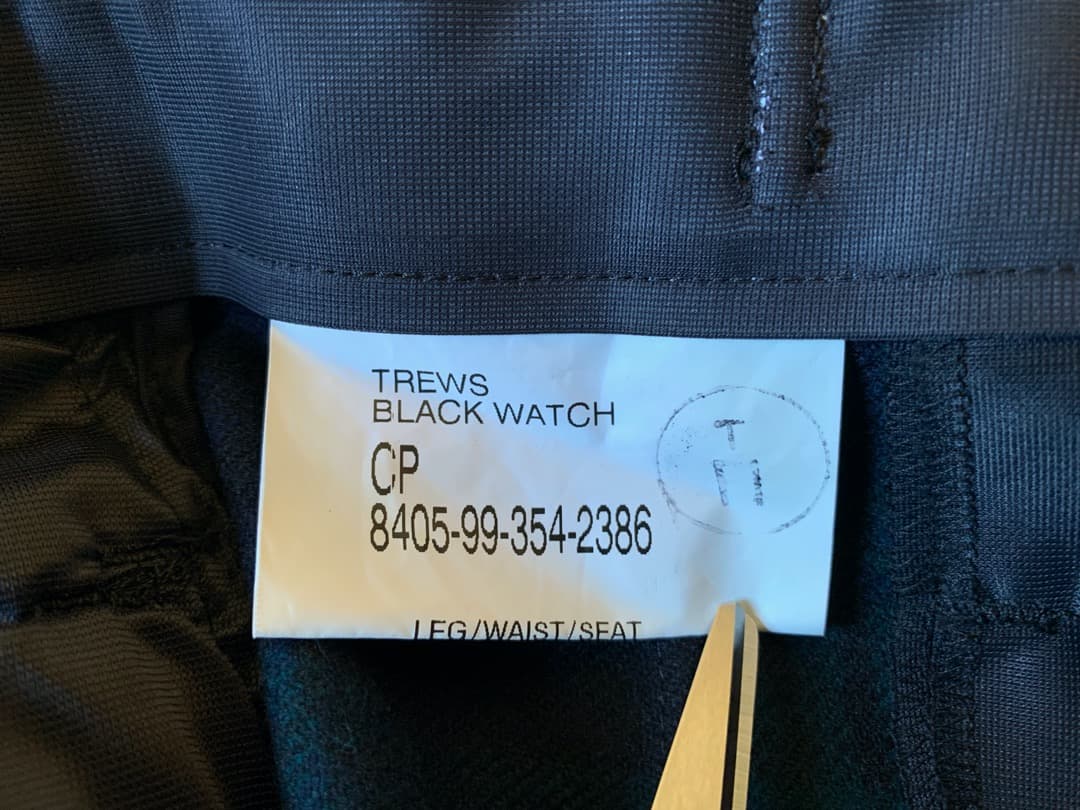 TREWS
BLACK WATCH
CP
8405-99-354-2386
LEG/WAIST/SEAT